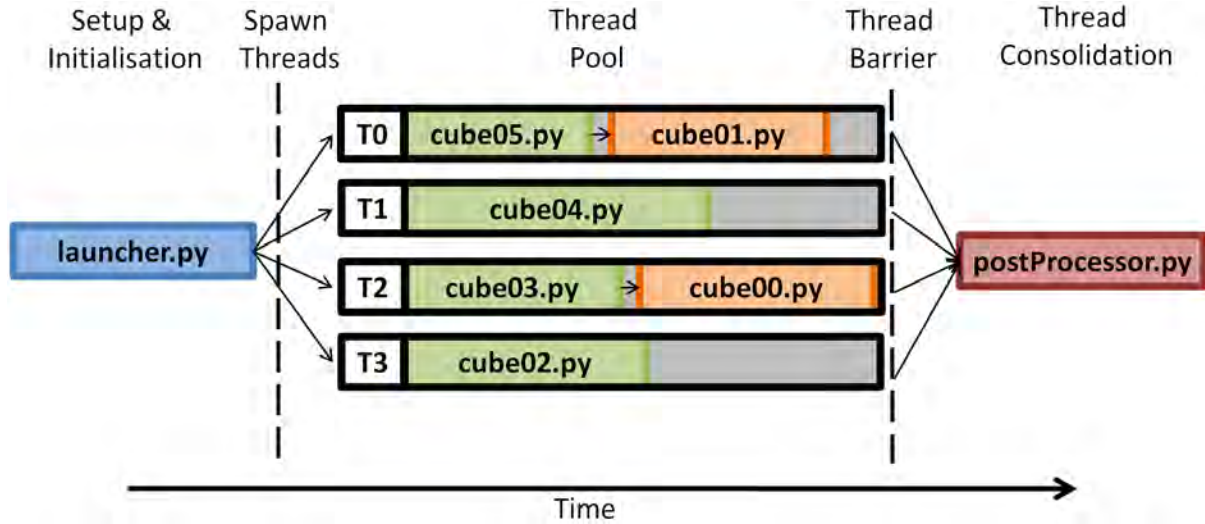 Setup &
Initialisation
Spawn
Threads
Thread
Pool
Thread
Barrier
Thread
Consolidation
launcher.py
T0 cube05.py cube01.py
T1 cube04.py
T2 cube03.py cube00.py
T3 cube02.py
postProcessor.py
Time